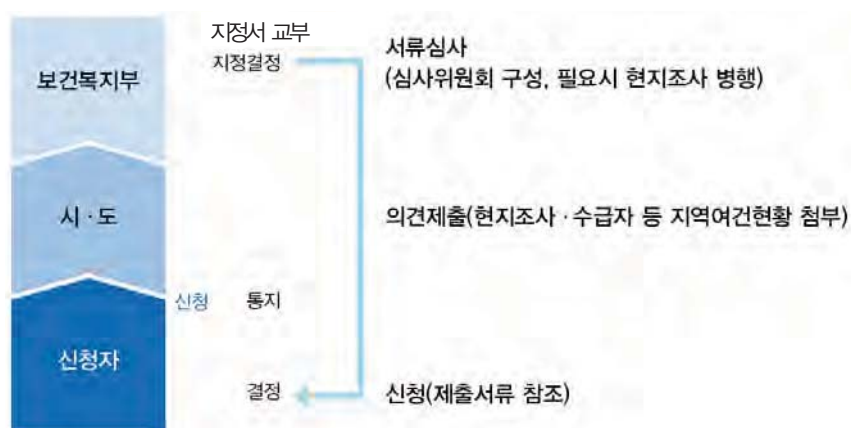 지정서 교부
보건복지부
지정결정
서류심사
(심사위원회 구성, 필요시 현지조사 병행)
시·도
의견제출(현지조사·수급자 등 지역여건현황 첨부)
신청
통지
신청자
결정
신청(제출서류 참조)